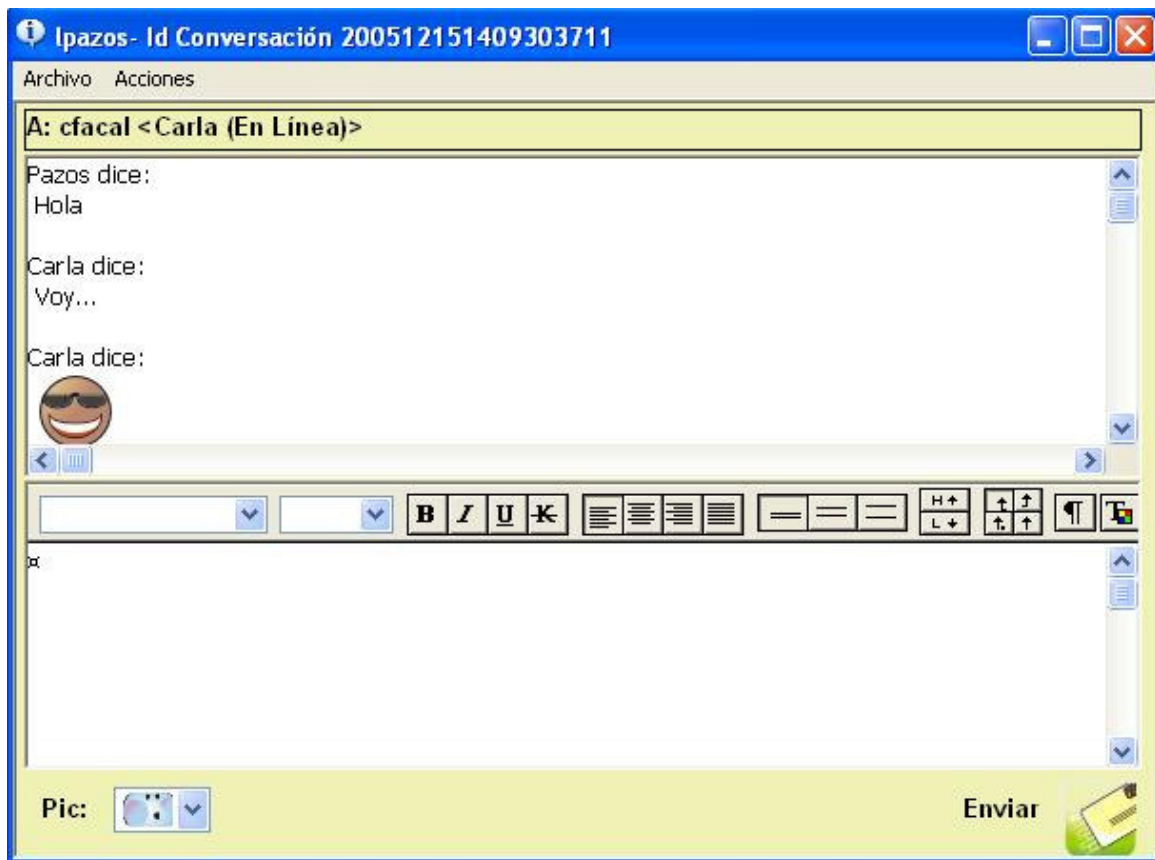 Ipazos- Id Conversación 200512151409303711
Archivo Acciones
A: cfacal <Carla (En Línea)>
Pazos dice:
Hola
Carla dice:
Voy...
Carla dice:
B I U K
H L
¶ T
¤
Pic:
Enviar